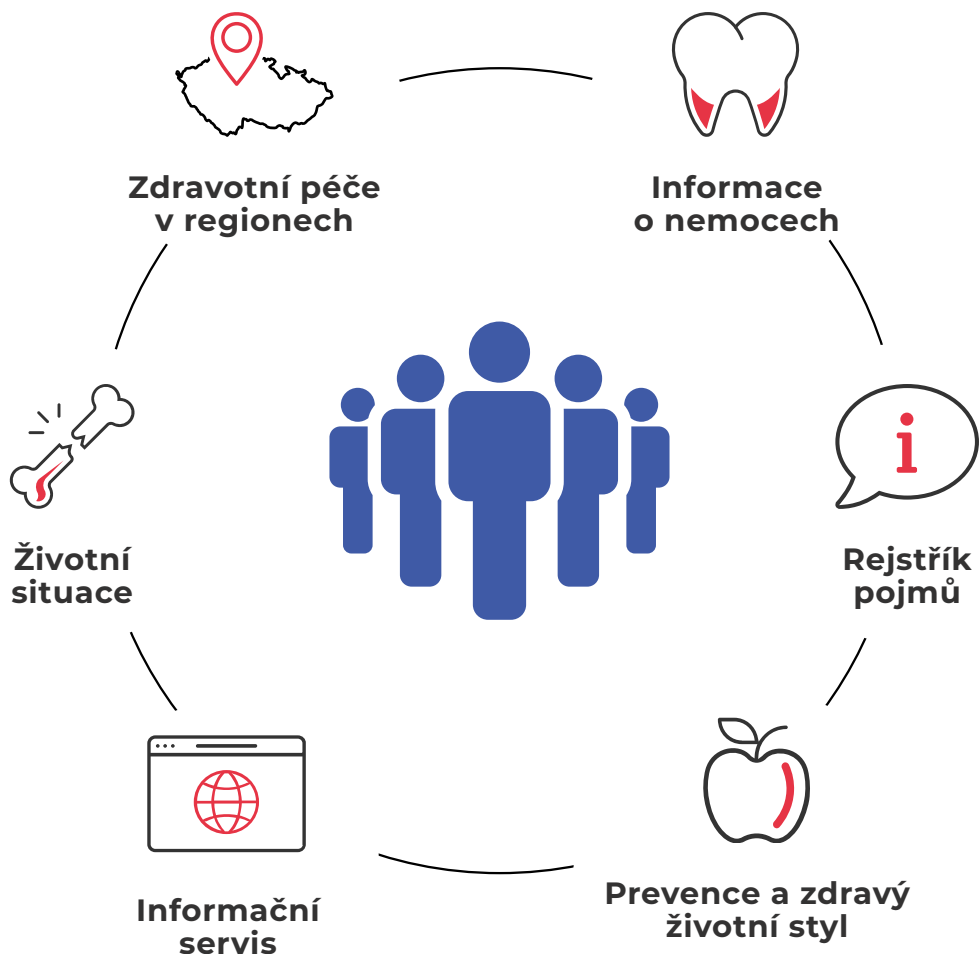 Zdravotní péče
v regionech
Informace
o nemocech
Životní
situace
i
Rejstřík
pojmů
Informační
servis
Prevence a zdravý
životní styl